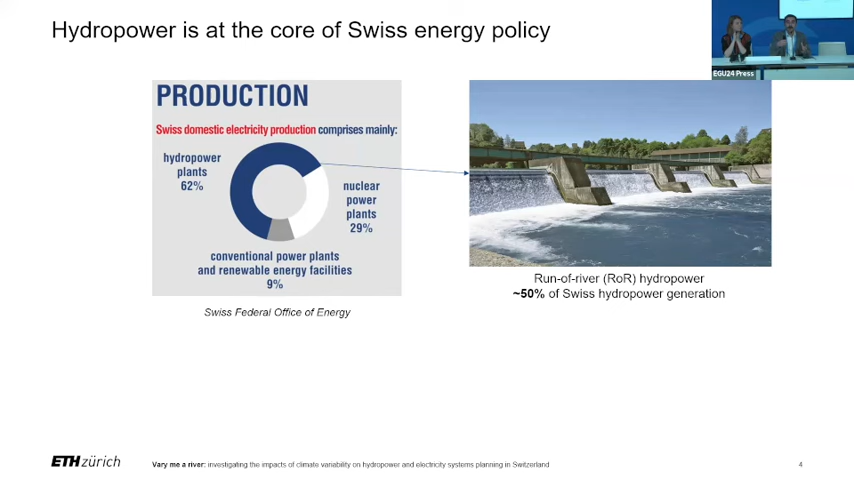 Hydropower is at the core of Swiss energy policy
EGU24 Press
PRODUCTION
Swiss domestic electricity production comprises mainly:
hydropower
plants
62%
nuclear
power
plants
29%
conventional power plants
and renewable energy facilities
9%
Swiss Federal Office of Energy
Run-of-river (RoR) hydropower
~50% of Swiss hydropower generation
ETH zürich
Vary me a river: investigating the impacts of climate variability on hydropower and electricity systems planning in Switzerland
4